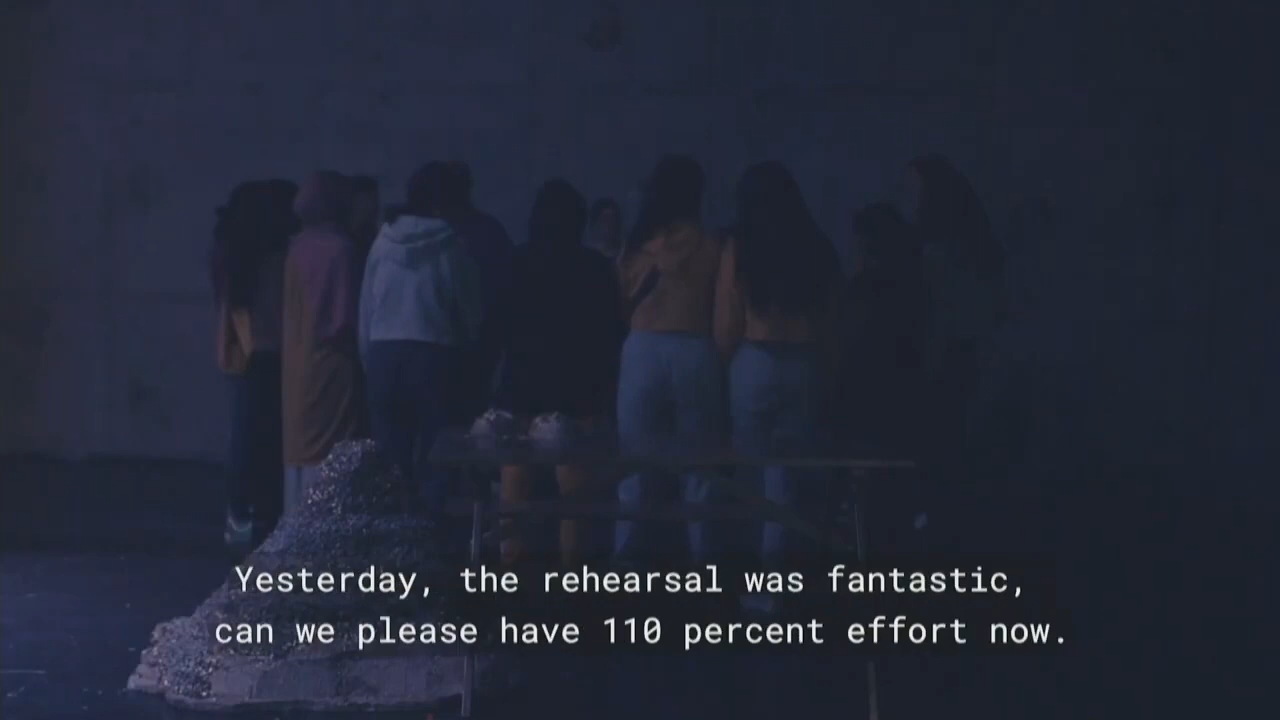 Yesterday, the rehearsal was fantastic,
can we please have 110 percent effort now.